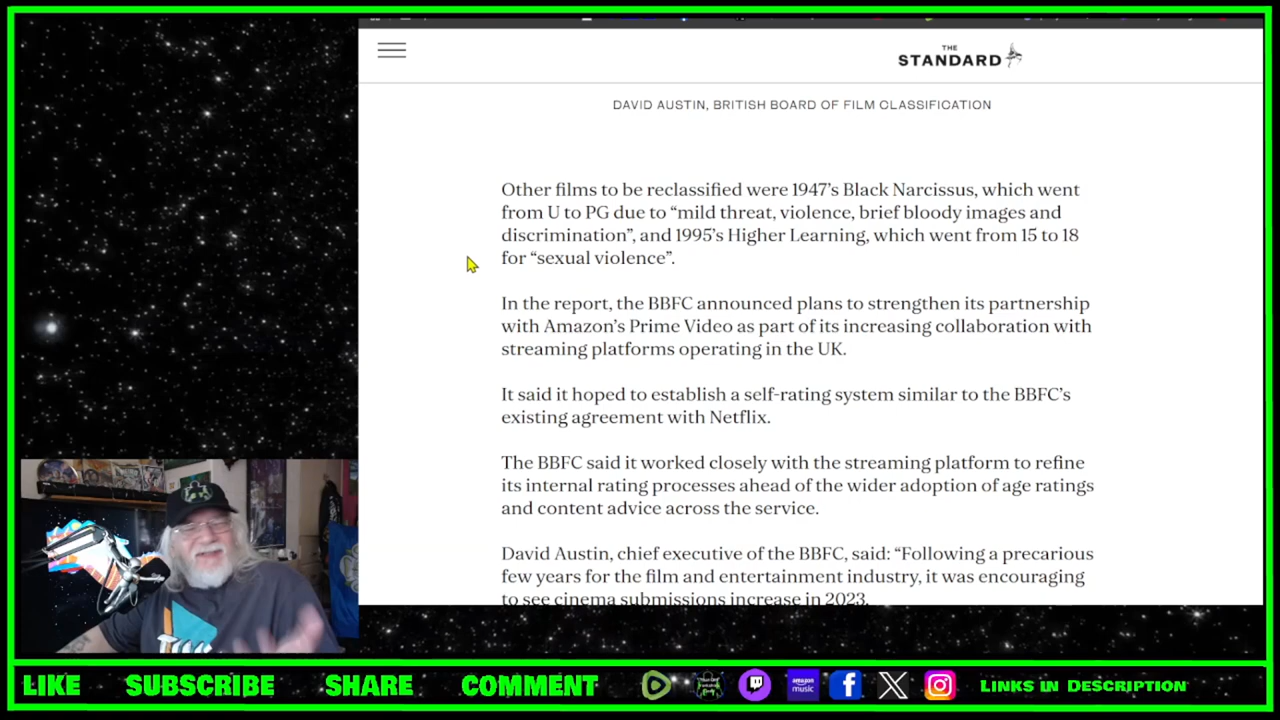 THE
STANDARD
DAVID AUSTIN, BRITISH BOARD OF FILM CLASSIFICATION
Other films to be reclassified were 1947’s Black Narcissus, which went
from U to PG due to “mild threat, violence, brief bloody images and
discrimination”, and 1995’s Higher Learning, which went from 15 to 18
for “sexual violence”.
In the report, the BBFC announced plans to strengthen its partnership
with Amazon’s Prime Video as part of its increasing collaboration with
streaming platforms operating in the UK.
It said it hoped to establish a self-rating system similar to the BBFC’s
existing agreement with Netflix.
The BBFC said it worked closely with the streaming platform to refine
its internal rating processes ahead of the wider adoption of age ratings
and content advice across the service.
David Austin, chief executive of the BBFC, said: “Following a precarious
few years for the film and entertainment industry, it was encouraging
to see cinema submissions increase in 2023.
LIKE SUBSCRIBE SHARE COMMENT amazon music LINKS IN DESCRIPTION